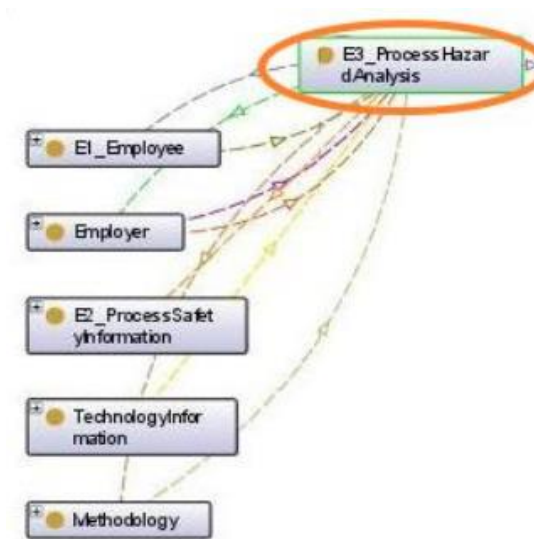 E3_ProcessHazar
dAnalysis
E1_Employee
Employer
E2_ProcessSafet
yInformation
TechnologyInfor
mation
Methodology